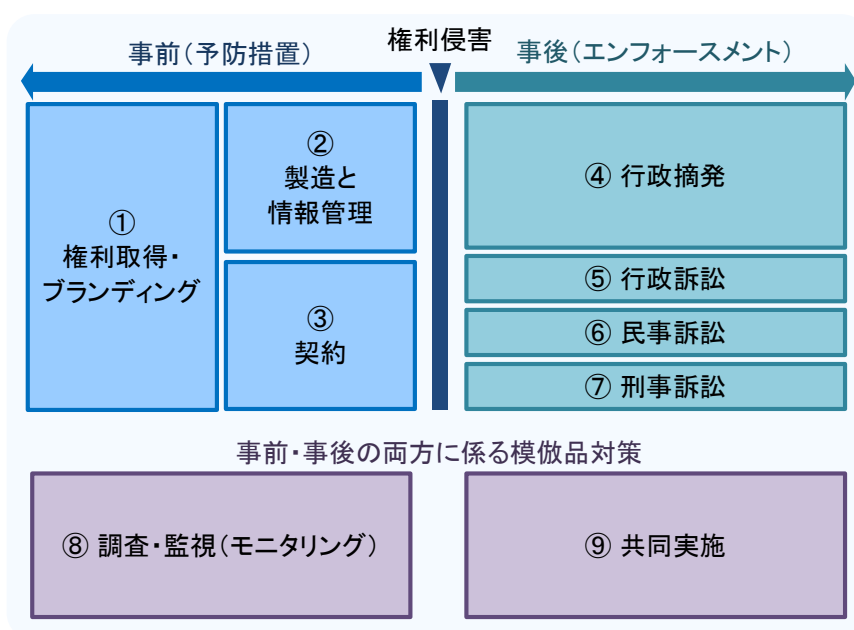 権利侵害
事前(予防措置)
事後(エンフォースメント)
①
権利取得・
ブランディング
②
製造と
情報管理
③
契約
④ 行政摘発
⑤ 行政訴訟
⑥ 民事訴訟
⑦ 刑事訴訟
事前・事後の両方に係る模倣品対策
⑧ 調査・監視(モニタリング)
⑨ 共同実施